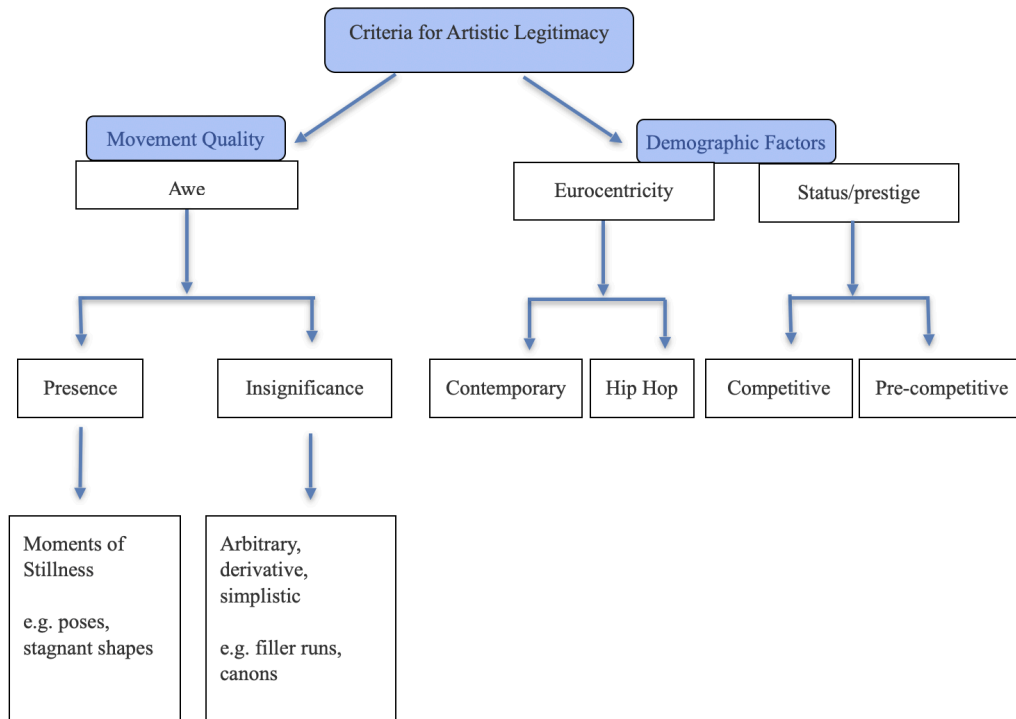 Criteria for Artistic Legitimacy
Movement Quality
Demographic Factors
Awe
Eurocentricity
Status/prestige
Presence
Insignificance
Contemporary
Hip Hop
Competitive
Pre-competitive
Moments of
Stillness
e.g. poses,
stagnant shapes
Arbitrary,
derivative,
simplistic
e.g. filler runs,
canons